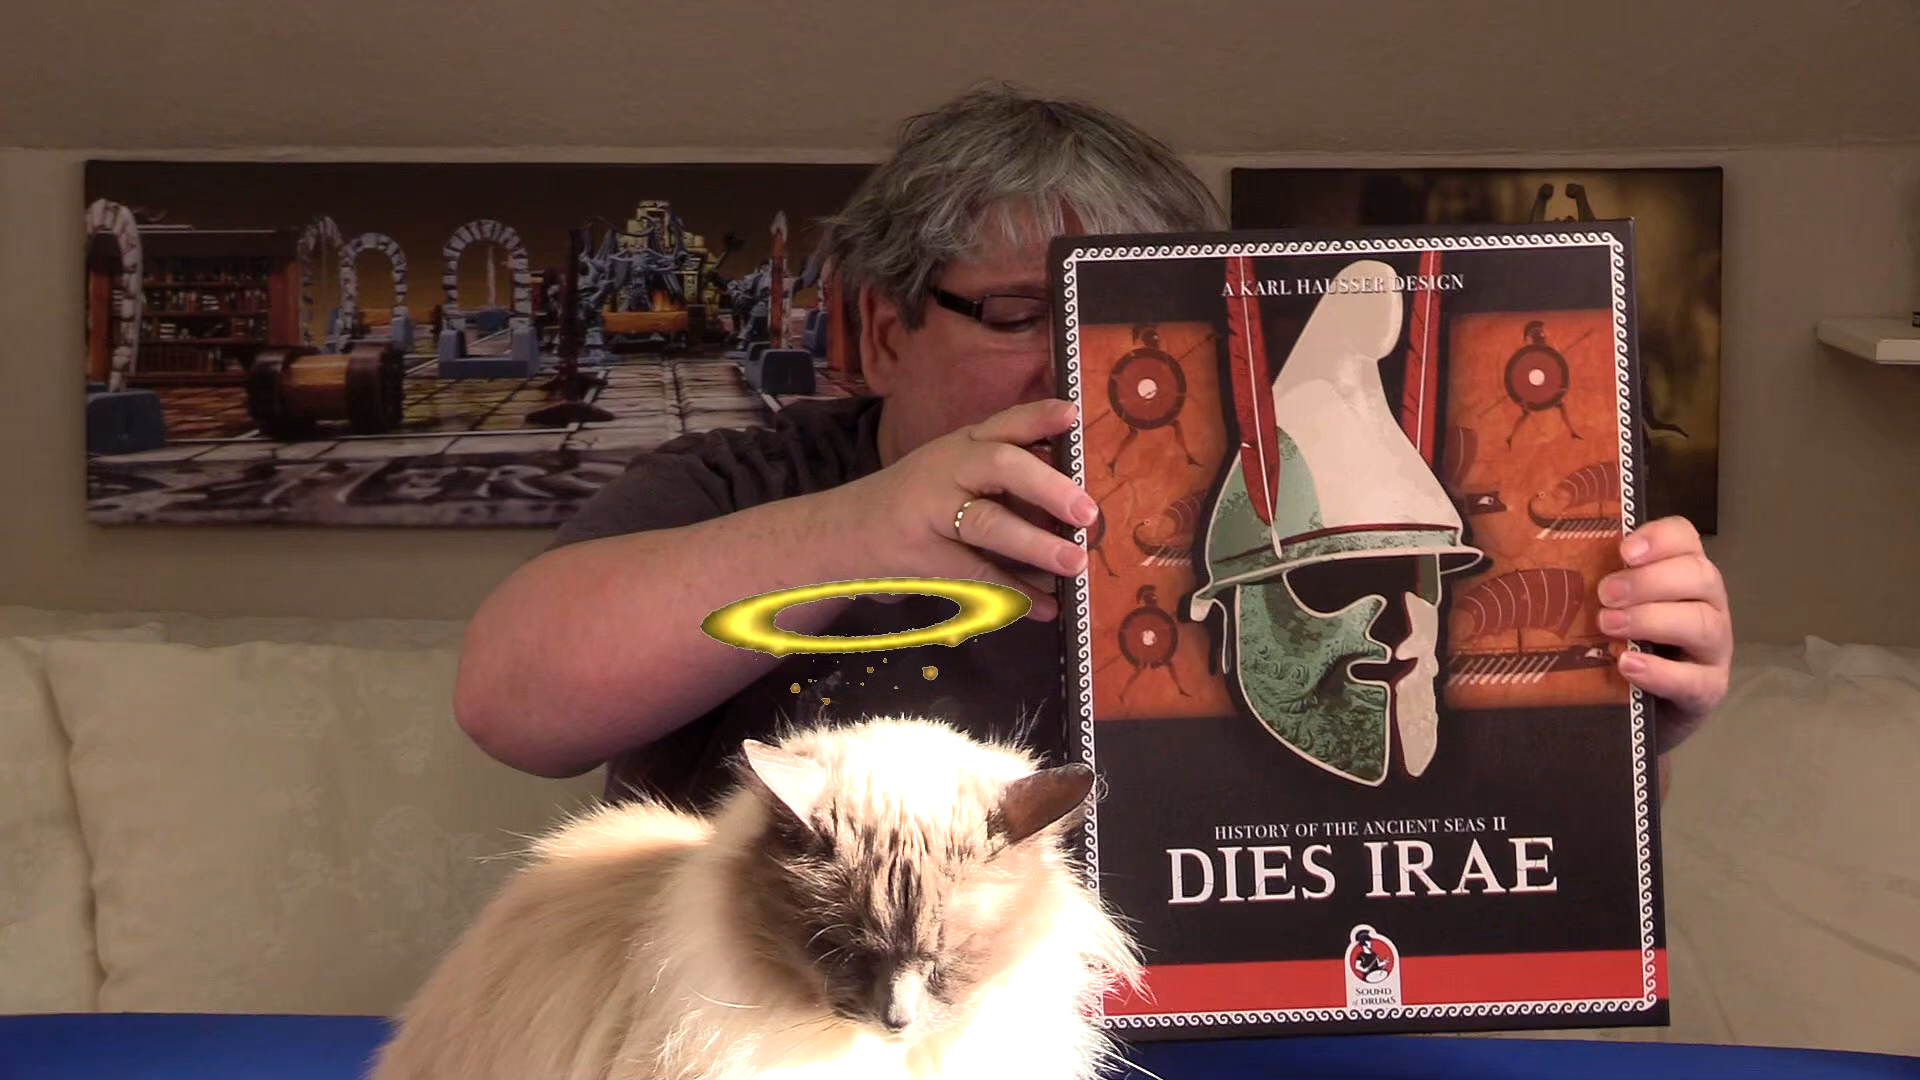 A KARL HAUSSER DESIGN
HISTORY OF THE ANCIENT SEAS II
DIES IRAE
SOUND
of DRUMS